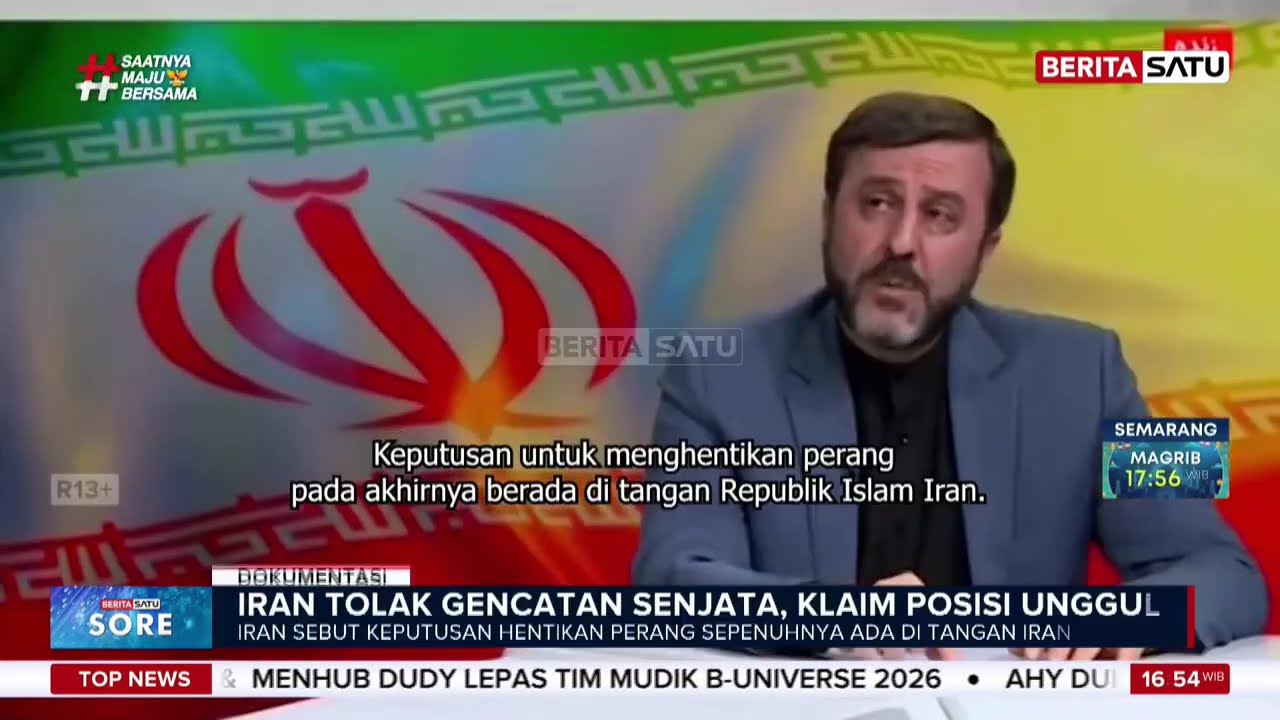 #SAATNYA
MAJU
BERSAMA
BERITA SATU
BERITA SATU
Keputusan untuk menghentikan perang
pada akhirnya berada di tangan Republik Islam Iran.
R13+
SEMARANG
MAGRIB
17:56 WIB
DOKUMENTASI
BERITA SATU
SORE
IRAN TOLAK GENCATAN SENJATA, KLAIM POSISI UNGGUL
IRAN SEBUT KEPUTUSAN HENTIKAN PERANG SEPENUHNYA ADA DI TANGAN IRAN
TOP NEWS
& MENHUB DUDY LEPAS TIM MUDIK B-UNIVERSE 2026 • AHY
16 54 WIB